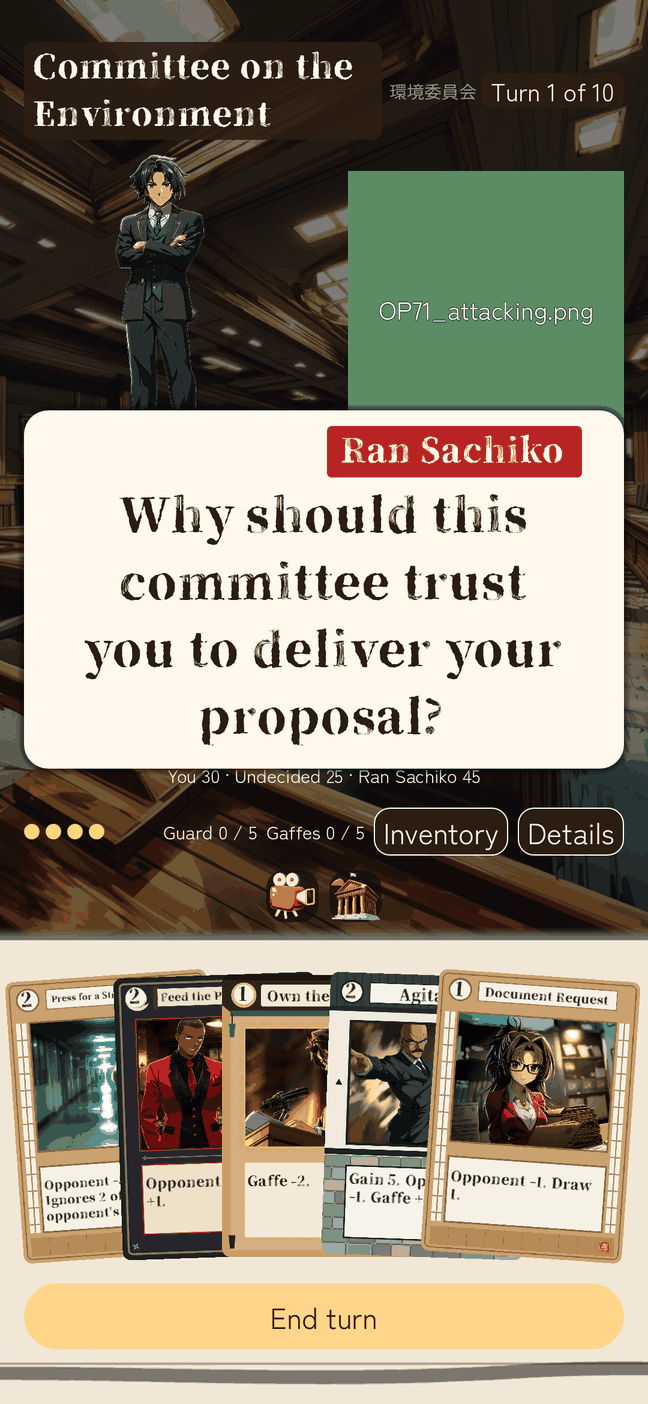 Committee on the
Environment
環境委員会
Turn 1 of 10
OP71_attacking.png
Ran Sachiko
Why should this
committee trust
you to deliver your
proposal?
You 30 · Undecided 25 · Ran Sachiko 45
Guard 0 / 5 Gaffes 0 / 5
Inventory
Details
2
Press for a
Opponent
Ignores 2
opponent's
2
Feed the
Opponent
+1.
1
Own the
Gaffe -2.
2
Gain 5.
-1. Gaffe
1
Document Request
Opponent -1. Draw
1.
End turn